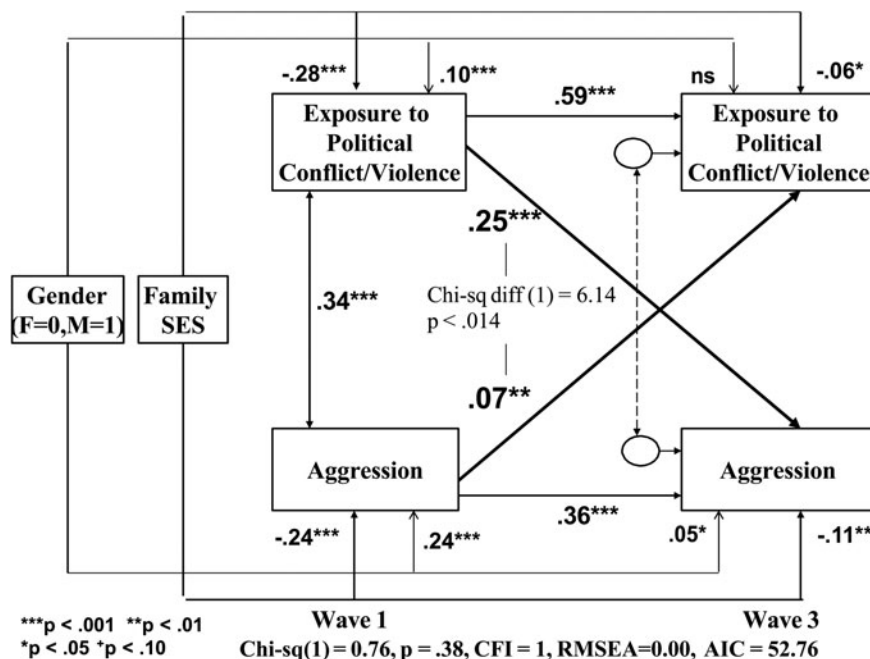 -.28***
.10***
ns
-.06*
.59***
Exposure to
Political
Conflict/Violence
Exposure to
Political
Conflict/Violence
.25***
Gender
(F=0,M=1)
Family
SES
.34***
Chi-sq diff (1) = 6.14
p < .014
.07**
Aggression
Aggression
.36***
-.24***
.24***
.05*
-.11**
***p < .001 **p < .01
*p < .05 +p < .10
Wave 1
Wave 3
Chi-sq(1) = 0.76, p = .38, CFI = 1, RMSEA=0.00, AIC = 52.76